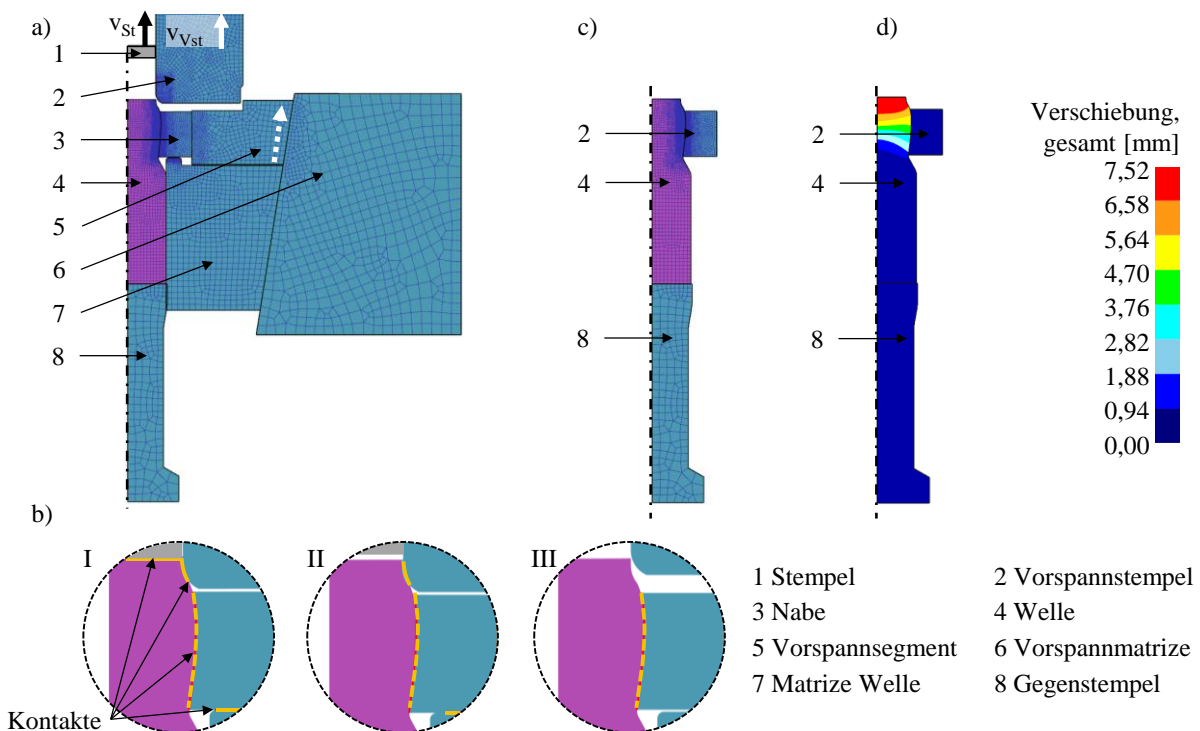 a)
v_St
v_Vst
1
2
3
4
5
6
7
8
c)
2
4
8
d)
2
4
8
Verschiebung,
gesamt [mm]
7,52
6,58
5,64
4,70
3,76
2,82
1,88
0,94
0,00
b)
I
II
III
Kontakte
1 Stempel
2 Vorspannstempel
3 Nabe
4 Welle
5 Vorspannsegment
6 Vorspannmatrize
7 Matrize Welle
8 Gegenstempel